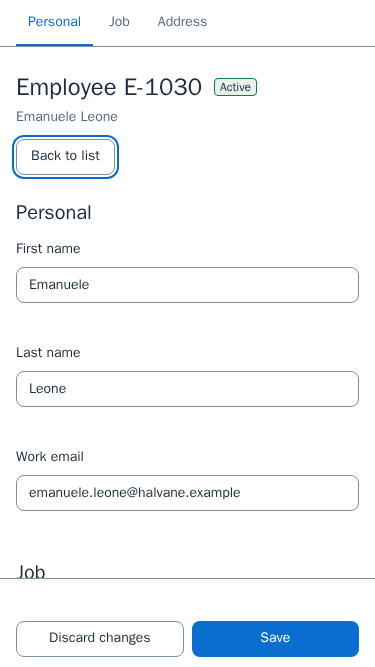 Personal Job Address
Employee E-1030 Active
Emanuele Leone
Back to list
Personal
First name
Emanuele
Last name
Leone
Work email
emanuele.leone@halvane.example
Job
Discard changes Save